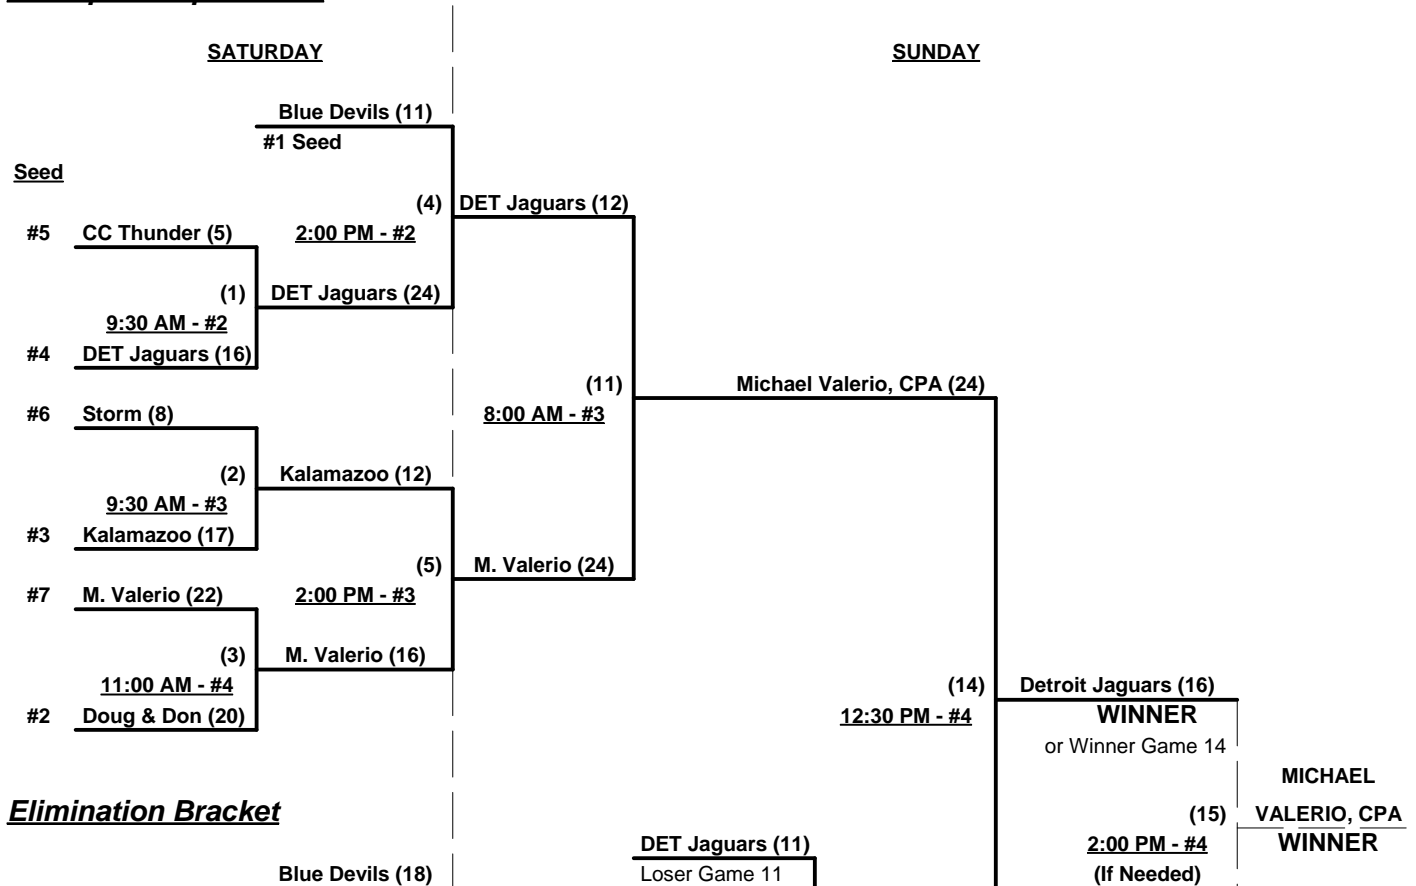 SATURDAY
SUNDAY
Blue Devils (11)
#1 Seed
Seed
(4)
DET Jaguars (12)
#5
CC Thunder (5)
2:00 PM - #2
(1)
DET Jaguars (24)
9:30 AM - #2
#4
DET Jaguars (16)
(11)
Michael Valerio, CPA (24)
#6
Storm (8)
8:00 AM - #3
(2)
Kalamazoo (12)
9:30 AM - #3
#3
Kalamazoo (17)
(5)
M. Valerio (24)
#7
M. Valerio (22)
2:00 PM - #3
(3)
M. Valerio (16)
11:00 AM - #4
(14)
Detroit Jaguars (16)
#2
Doug & Don (20)
12:30 PM - #4
WINNER
or Winner Game 14
MICHAEL
Elimination Bracket
(15)
VALERIO, CPA
DET Jaguars (11)
2:00 PM - #4
WINNER
Blue Devils (18)
Loser Game 11
(If Needed)